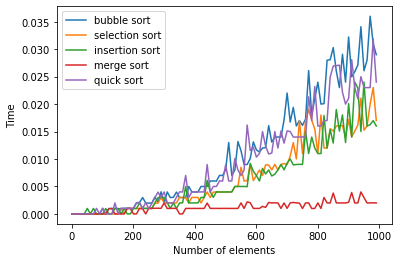 bubble sort
selection sort
insertion sort
merge sort
quick sort
0.035
0.030
0.025
0.020
0.015
0.010
0.005
0.000
Time
0
200
400
600
800
1000
Number of elements